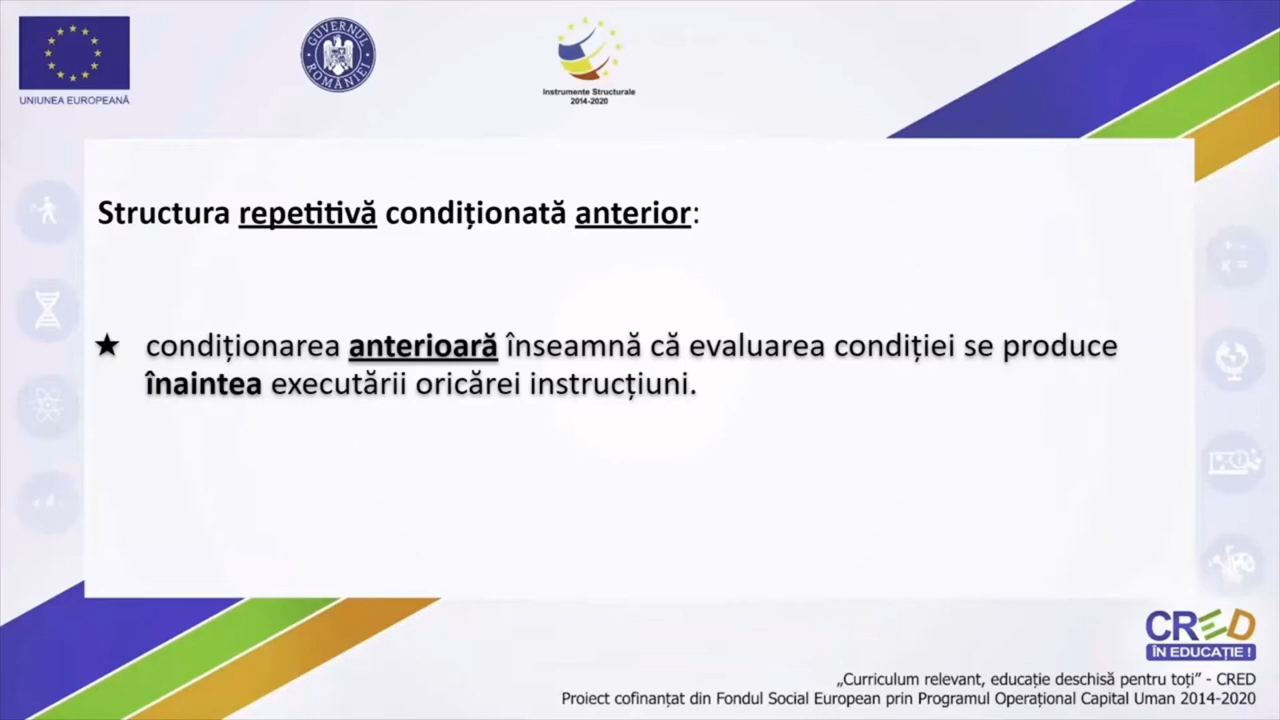 UNIUNEA EUROPEANĂ
GUVERNUL ROMÂNIEI
Instrumente Structurale
2014-2020
Structura repetitivă condiționată anterior:
★ condiționarea anterioară înseamnă că evaluarea condiției se produce
înaintea executării oricărei instrucțiuni.
CRED
ÎN EDUCAȚIE !
„Curriculum relevant, educație deschisă pentru toți” - CRED
Proiect cofinanțat din Fondul Social European prin Programul Operațional Capital Uman 2014-2020